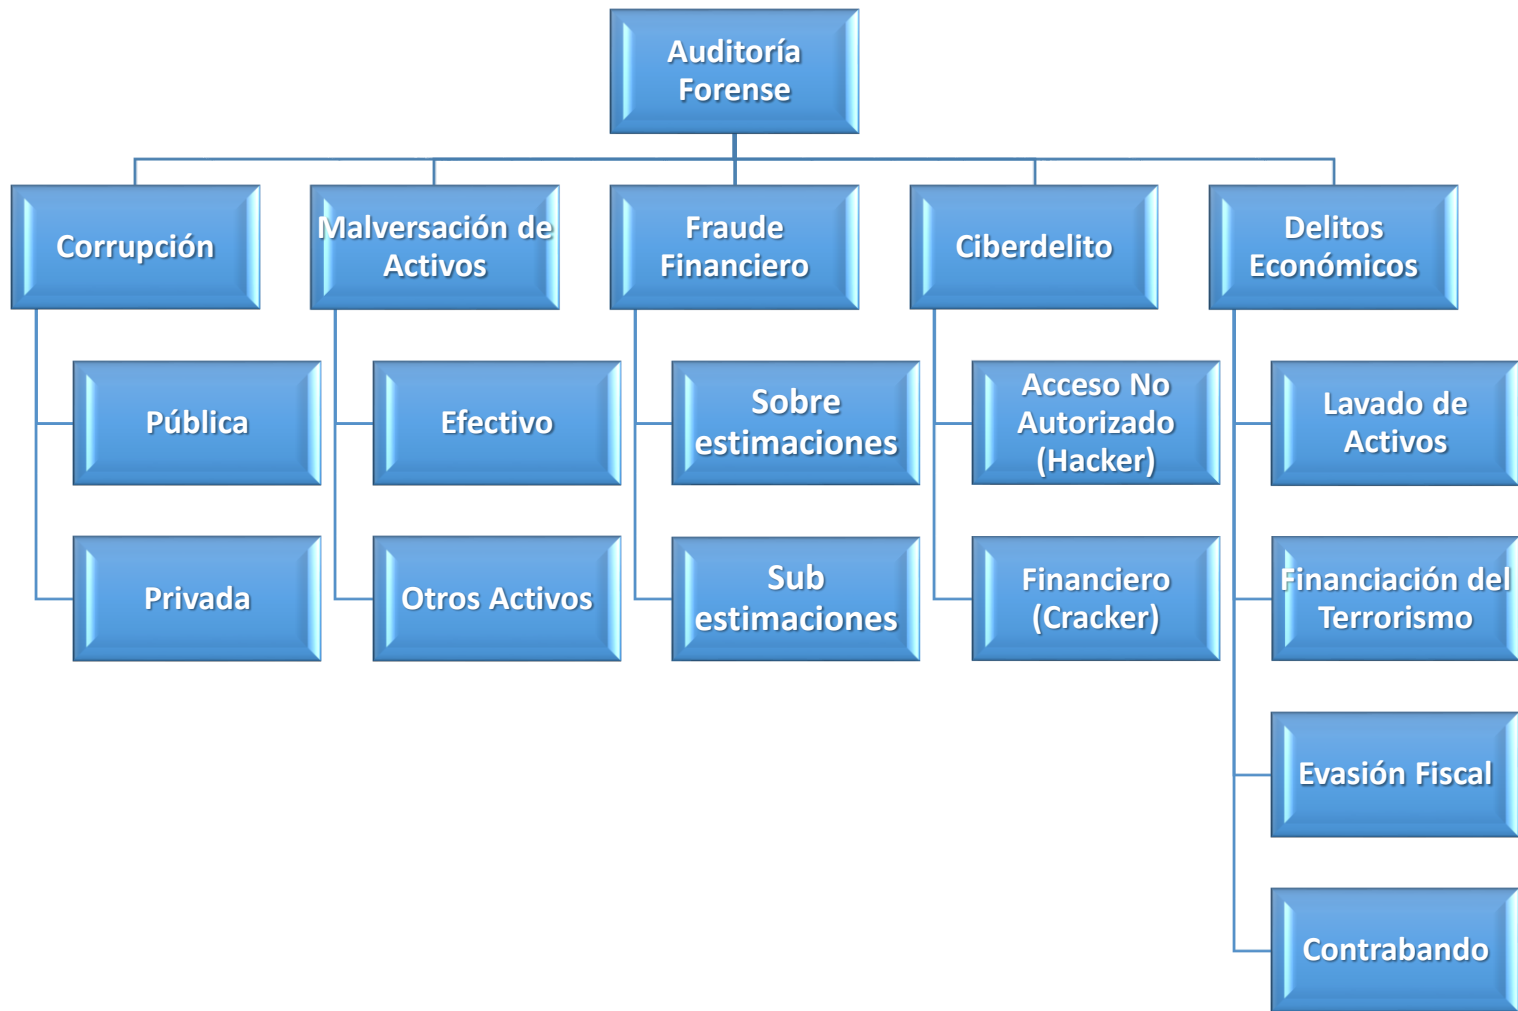 Auditoría
Forense
Corrupción
Malversación de
Activos
Fraude
Financiero
Ciberdelito
Delitos
Económicos
Pública
Efectivo
Sobre
estimaciones
Acceso No
Autorizado
(Hacker)
Lavado de
Activos
Privada
Otros Activos
Sub
estimaciones
Financiero
(Cracker)
Financiación del
Terrorismo
Evasión Fiscal
Contrabando